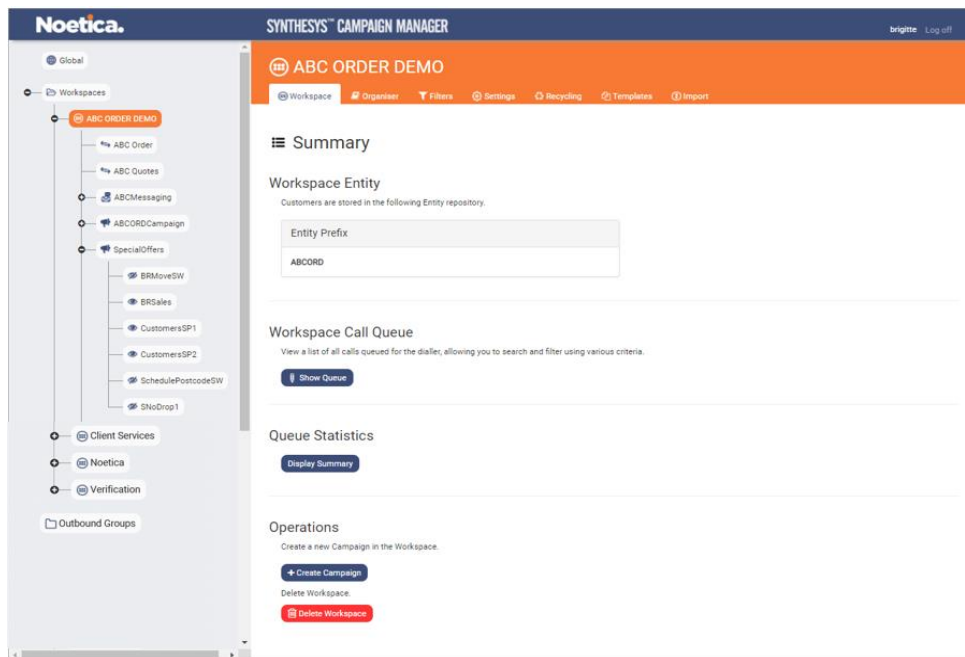 Noetica.
SYNTHESYS™ CAMPAIGN MANAGER
brigitte Log off
Global
Workspaces
ABC ORDER DEMO
ABC Order
ABC Quotes
ABCMessaging
ABCORDCampaign
SpecialOffers
BRMoveSW
BRSales
CustomersSP1
CustomersSP2
SchedulePostcodeSW
SNoDrop1
Client Services
Noetica
Verification
Outbound Groups
ABC ORDER DEMO
Workspace Organiser Filters Settings Recycling Templates Import
Summary
Workspace Entity
Customers are stored in the following Entity repository.
Entity Prefix
ABCORD
Workspace Call Queue
View a list of all calls queued for the dialler, allowing you to search and filter using various criteria.
Show Queue
Queue Statistics
Display Summary
Operations
Create a new Campaign in the Workspace.
+ Create Campaign
Delete Workspace.
Delete Workspace